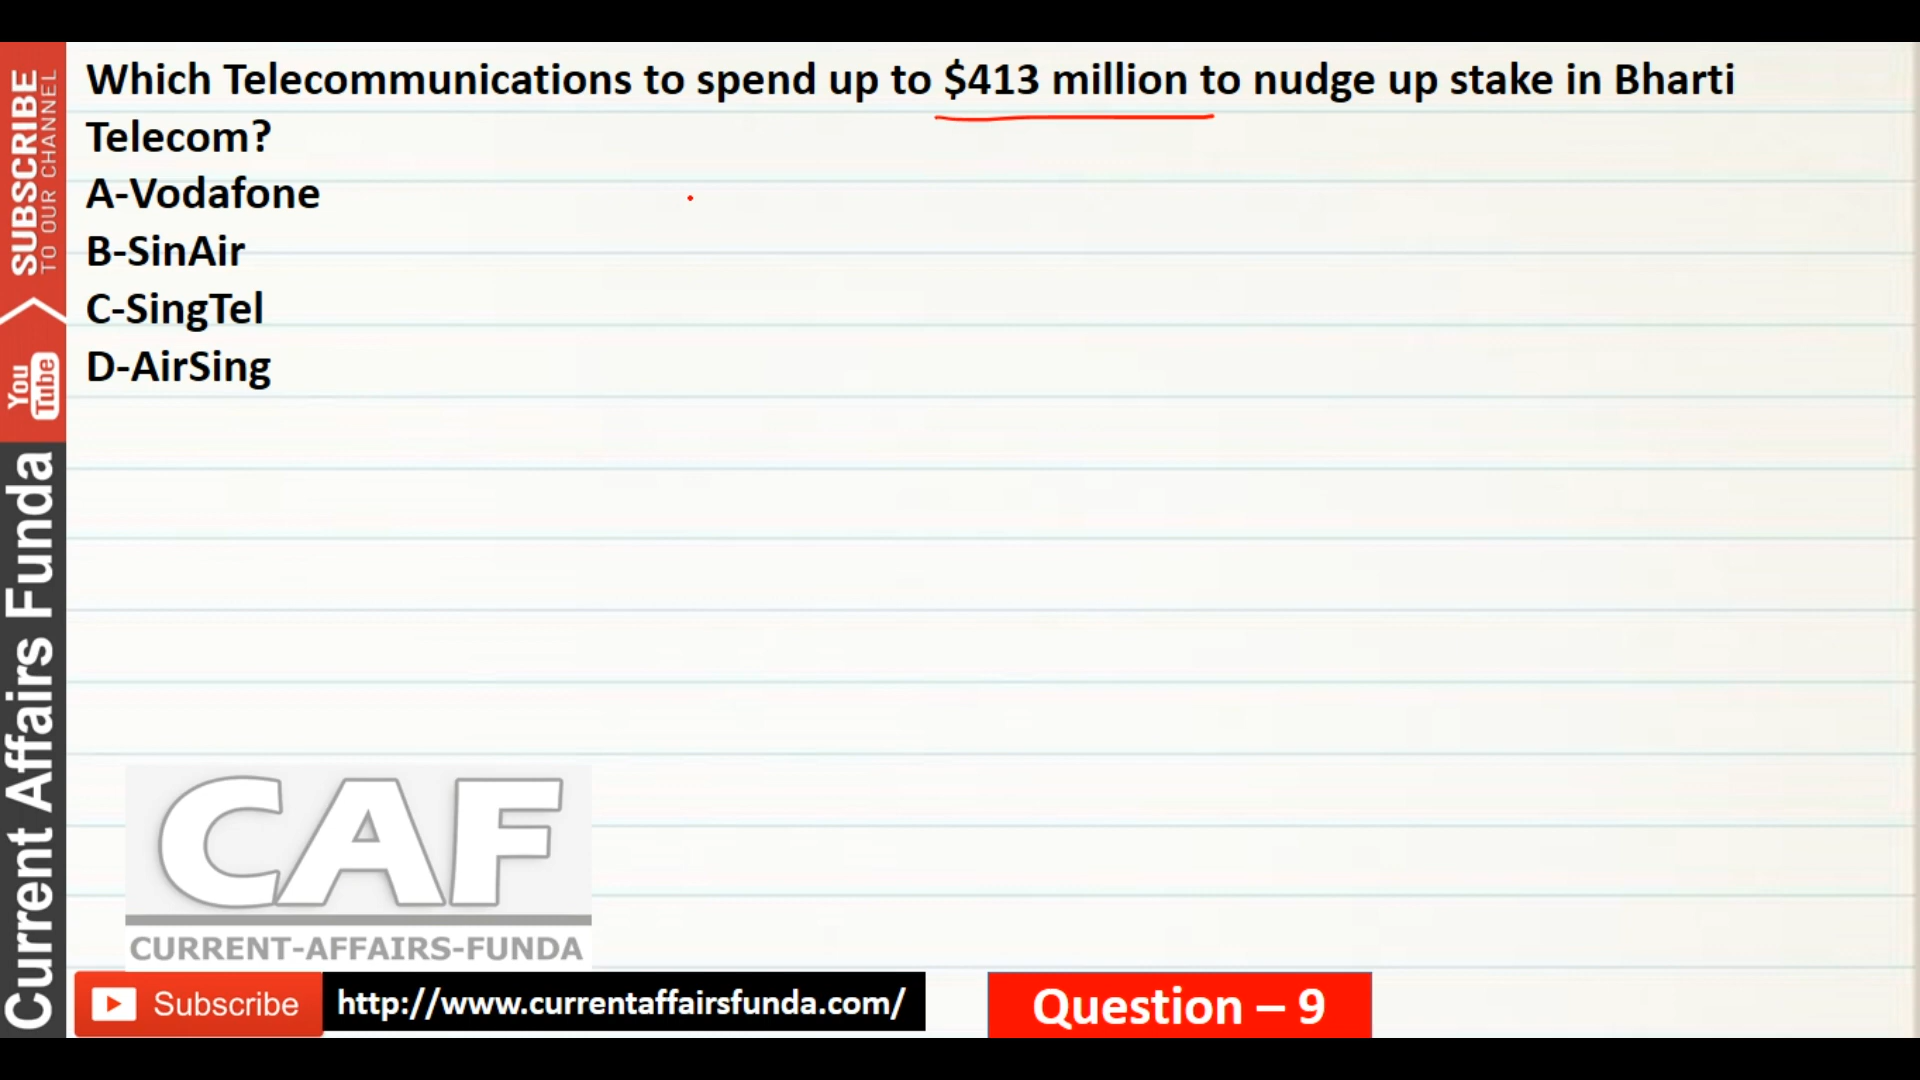 Which Telecommunications to spend up to $413 million to nudge up stake in Bharti
Telecom?
A-Vodafone
B-SinAir
C-SingTel
D-AirSing
SUBSCRIBE
TO OUR CHANNEL
You
Tube
Current Affairs Funda
CAF
CURRENT-AFFAIRS-FUNDA
Subscribe
http://www.currentaffairsfunda.com/
Question – 9